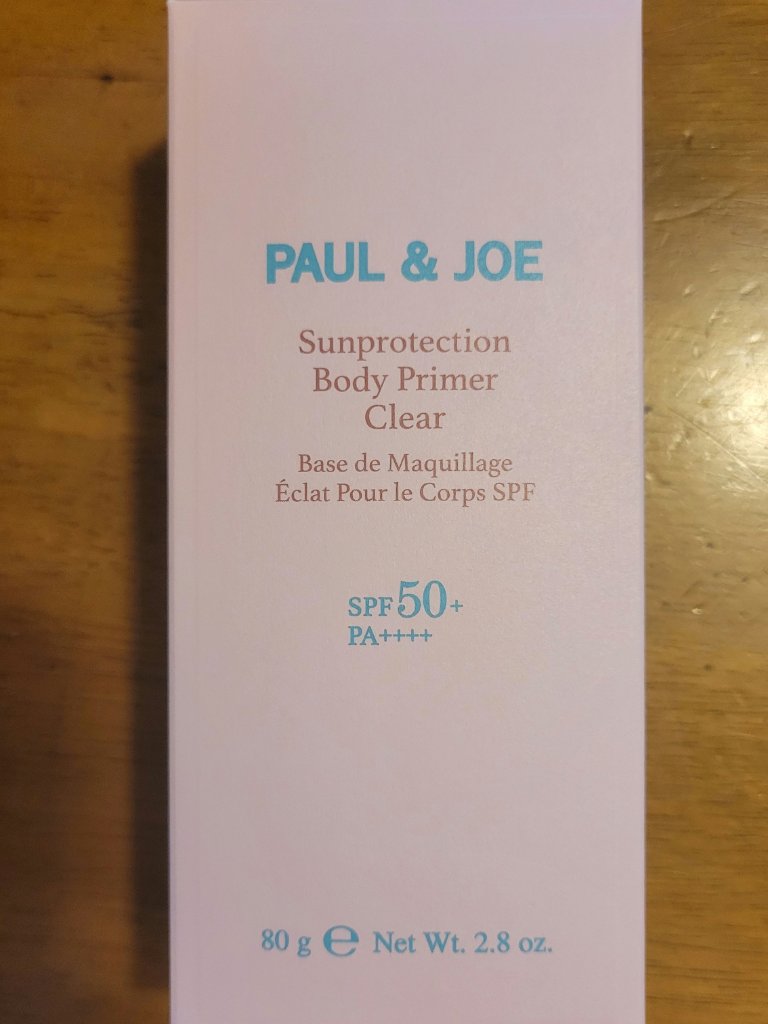 PAUL & JOE
Sunprotection
Body Primer
Clear
Base de Maquillage
Éclat Pour le Corps SPF
SPF50+
PA++++
80 g ℮ Net Wt. 2.8 oz.